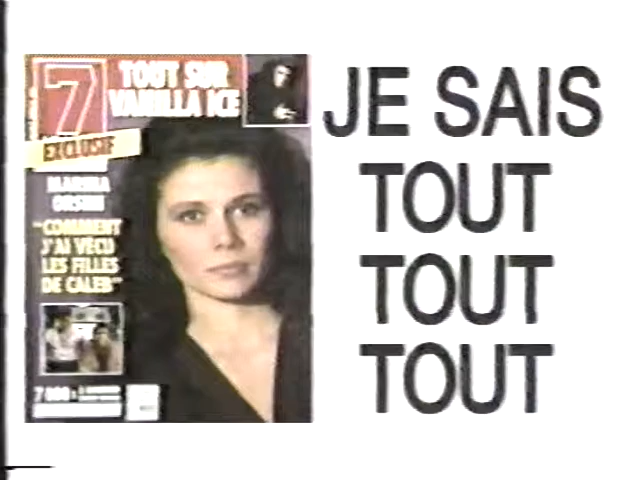 7
TOUT SUR
VANILLA ICE
EXCLUSIF
MARINA
ORSINI
"COMMENT
J'AI VÉCU
LES FILLES
DE CALEB"
JE SAIS
TOUT
TOUT
TOUT